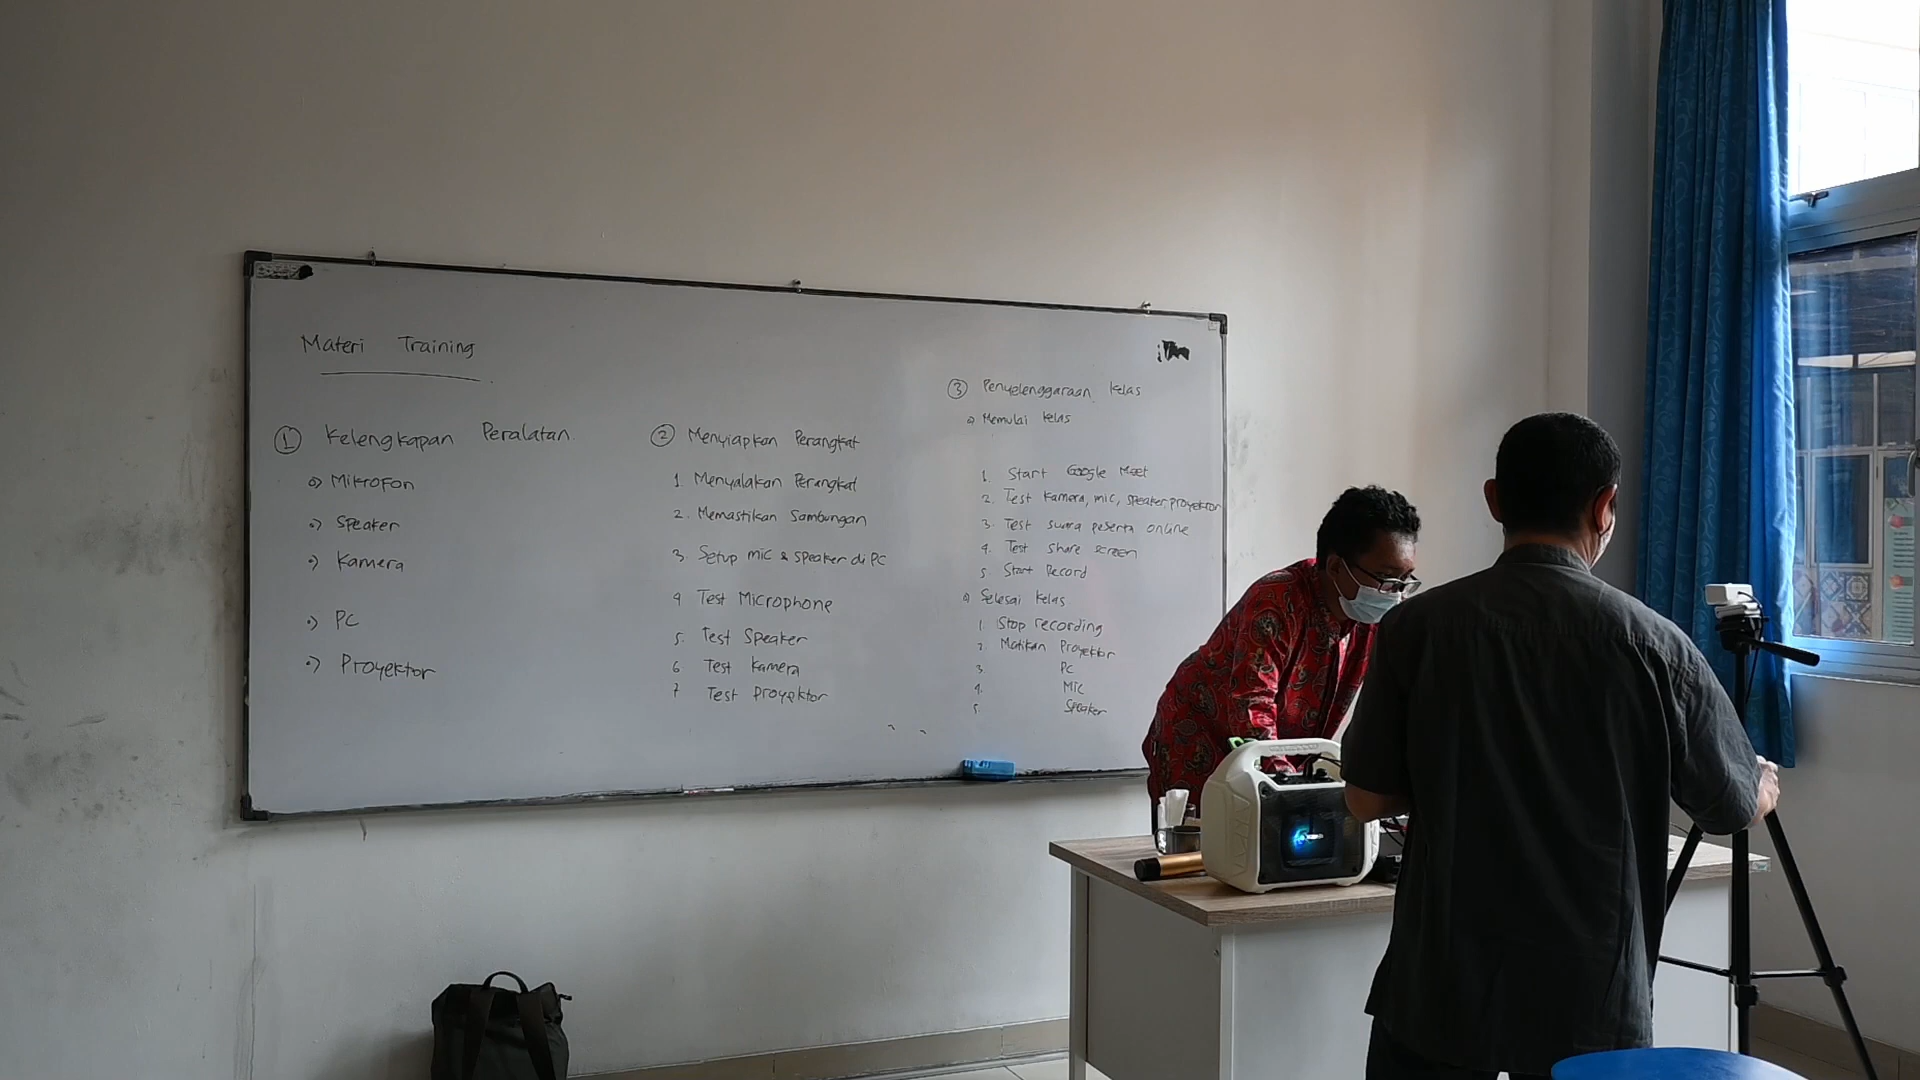 Materi Training
① Kelengkapan Peralatan
Mikrofon
Speaker
Kamera
PC
Proyektor
② Menyiapkan Perangkat
1. Menyalakan Perangkat
2. Memastikan Sambungan
3. Setup mic & speaker di PC
4 Test Microphone
5. Test Speaker
6 Test Kamera
7 Test Proyektor
③ Penyelenggaraan Kelas
Memulai Kelas
1. Start Google Meet
2. Test Kamera, mic, speaker, proyektor
3. Test suara peserta online
4. Test share screen
5 Start Record
Selesai Kelas
1 Stop recording
2. Matikan Proyektor
3. PC
4. Mic
5. Speaker